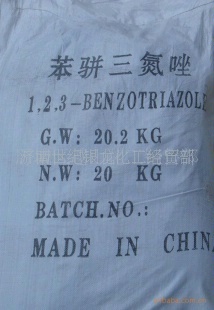 苯骈三氮唑
1.2.3-BENZOTRIAZOLE
G.W: 20.2 KG
N.W: 20 KG
BATCH.NO.:
MADE IN CHINA